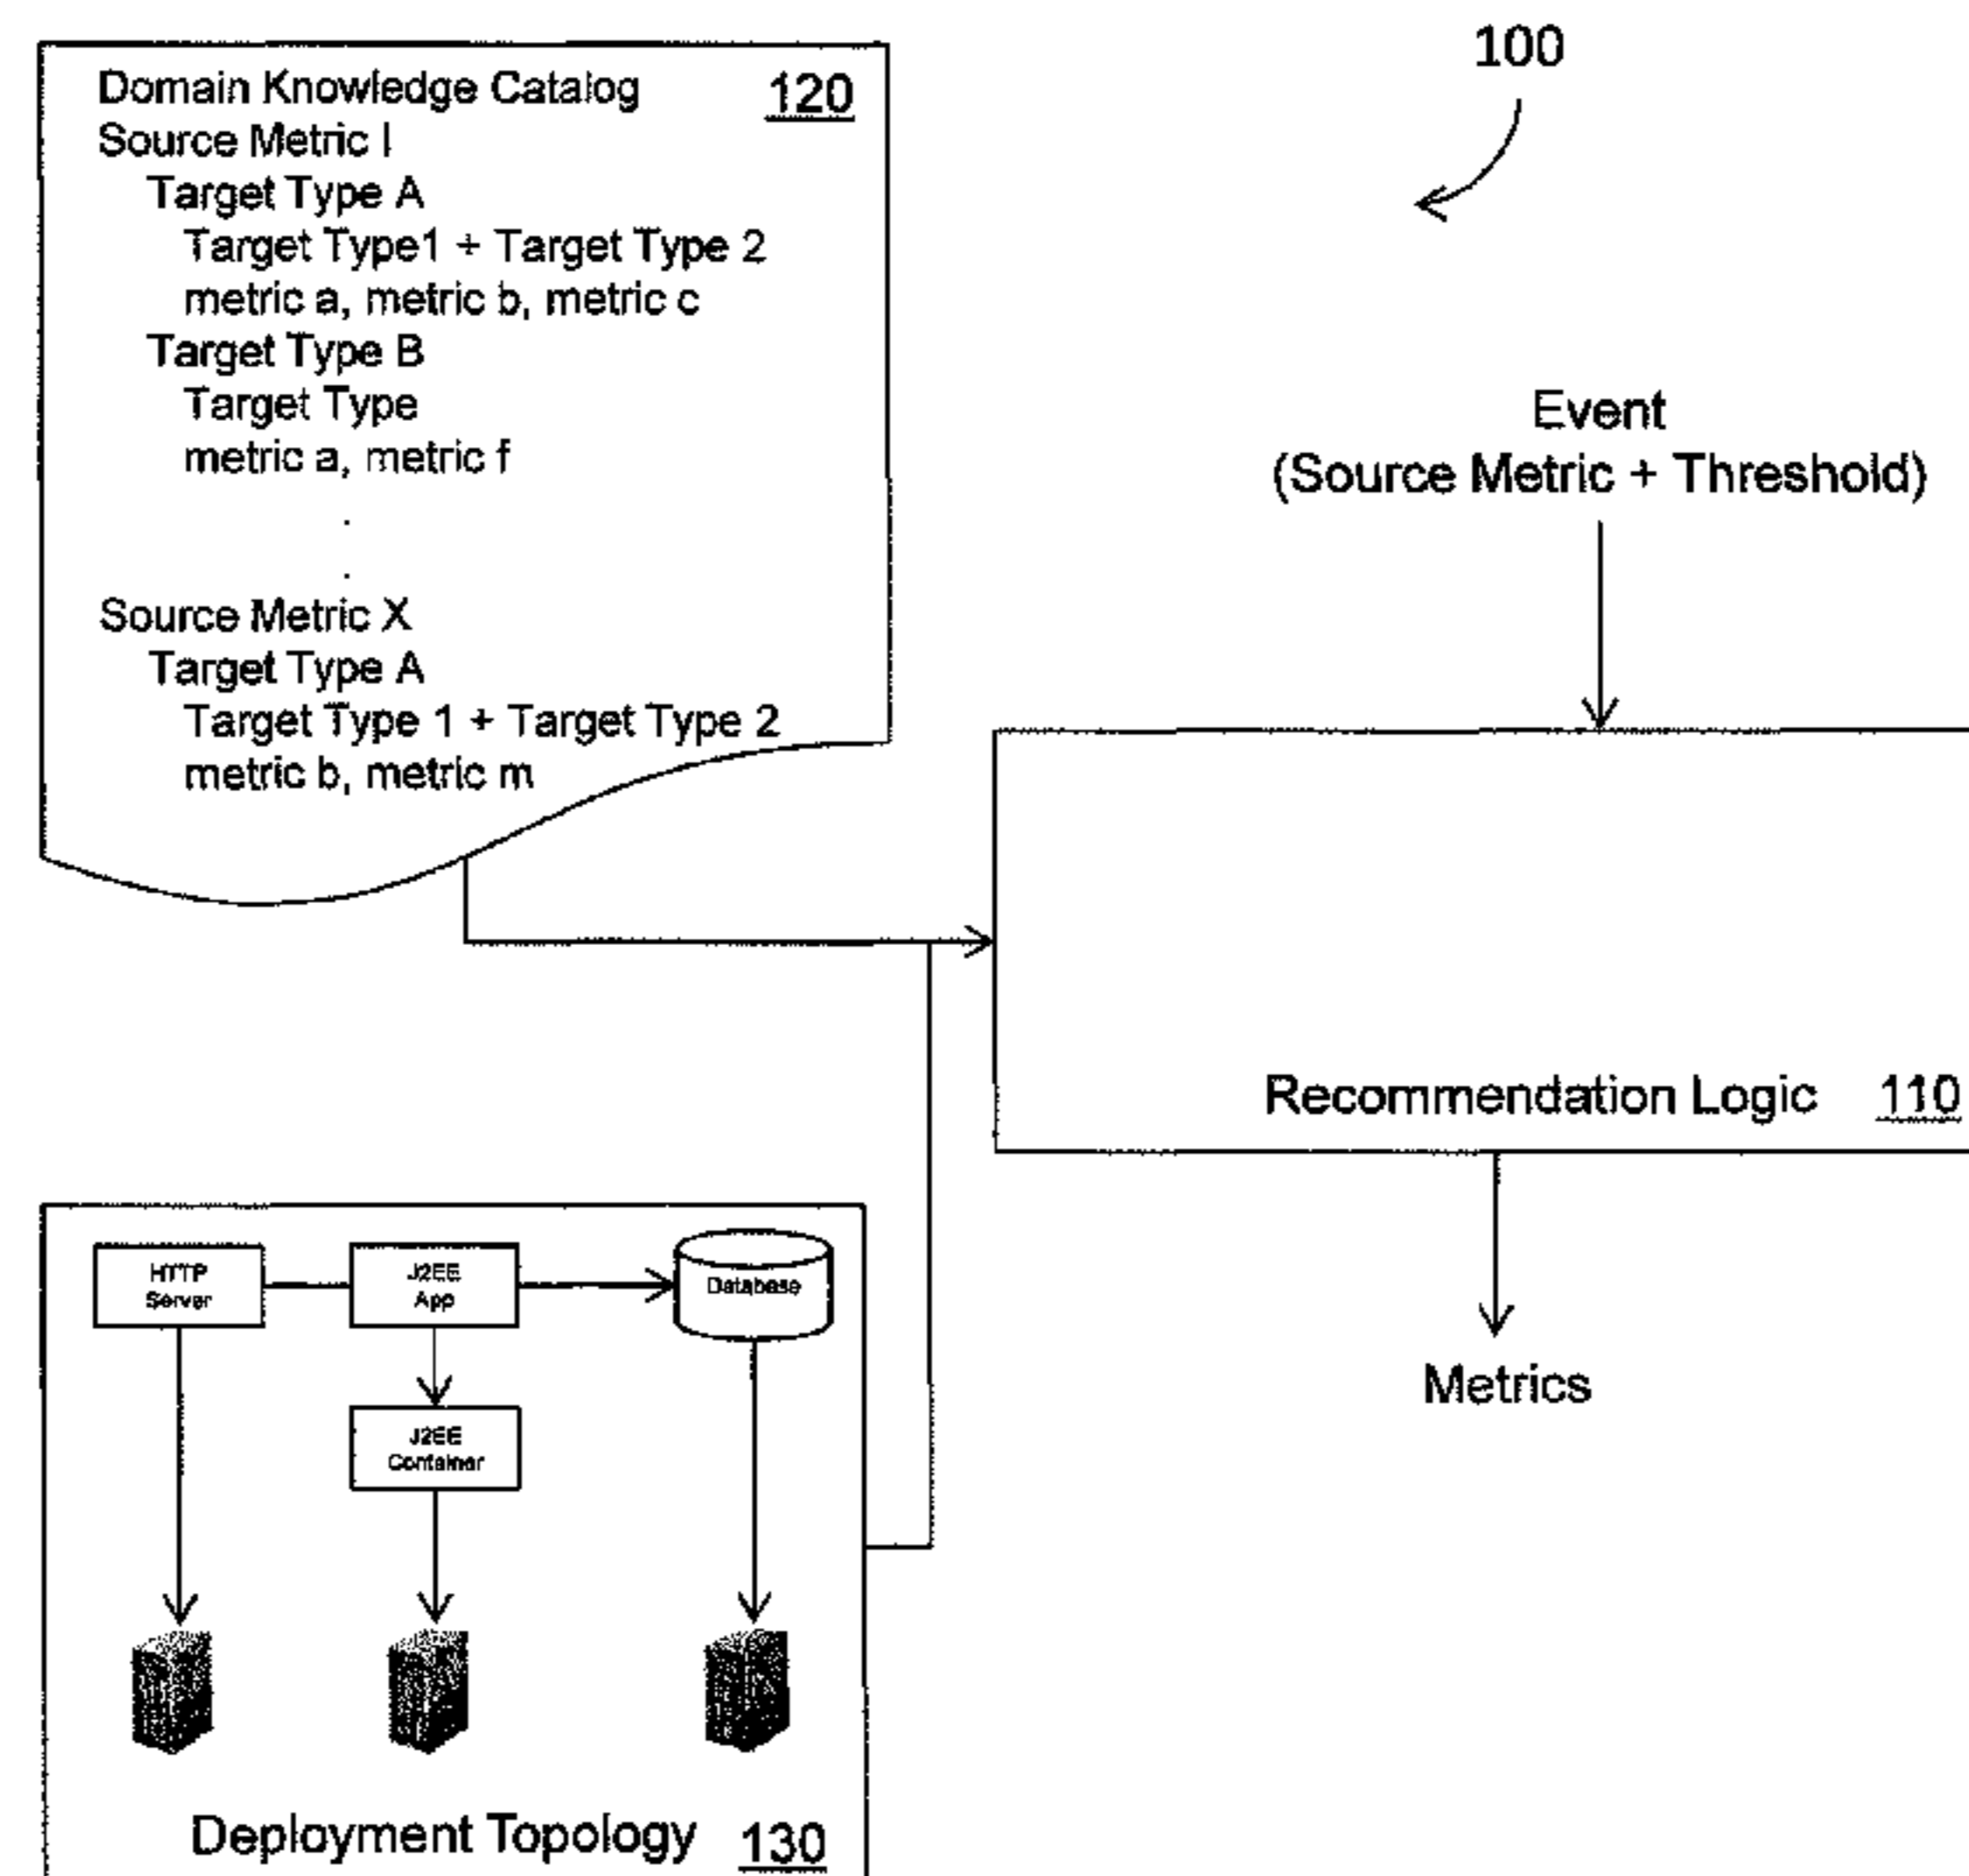 Domain Knowledge Catalog 120
Source Metric I
Target Type A
Target Type1 + Target Type 2
metric a, metric b, metric c
Target Type B
Target Type
metric a, metric f
.
.
Source Metric X
Target Type A
Target Type 1 + Target Type 2
metric b, metric m
100
Event
(Source Metric + Threshold)
Recommendation Logic 110
Metrics
HTTP
Server
J2EE
App
Database
J2EE
Container
Deployment Topology 130